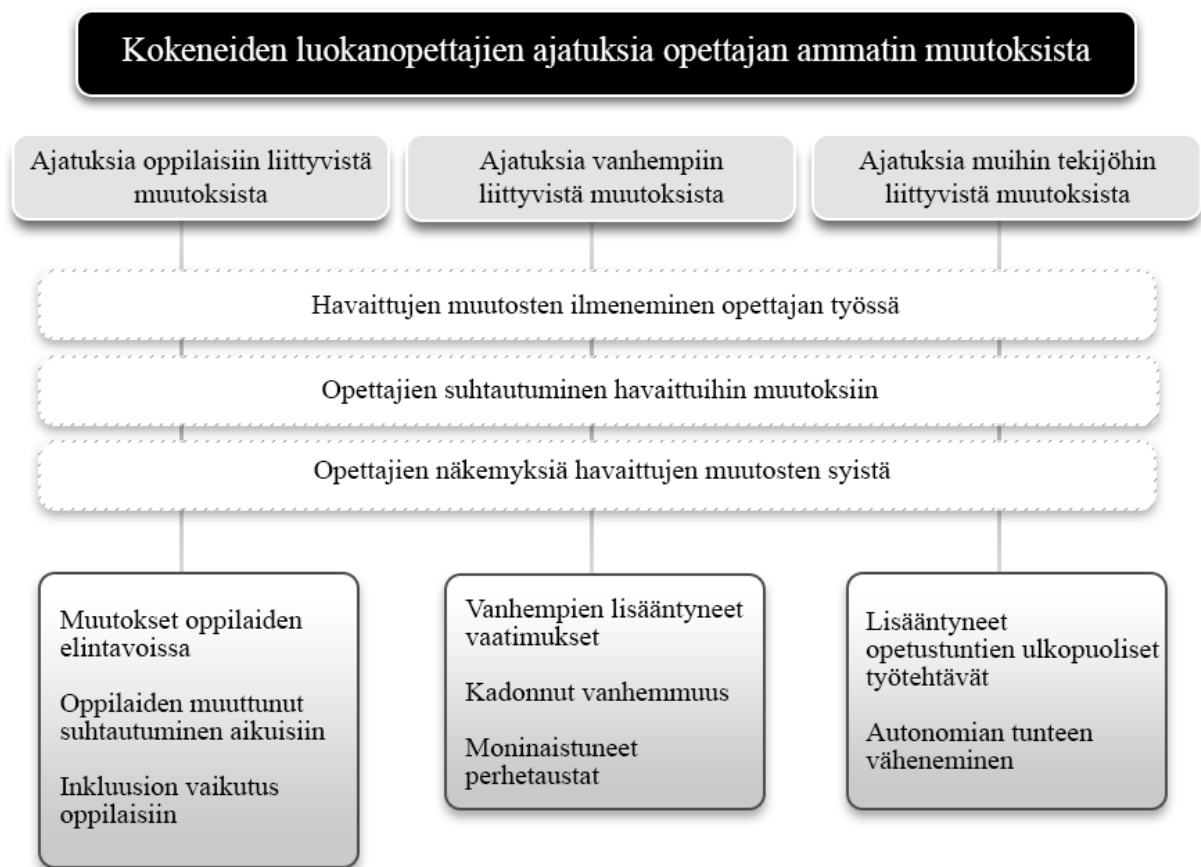 Kokeneiden luokanopettajien ajatuksia opettajan ammatin muutoksista
Ajatuksia oppilaisiin liittyvistä
muutoksista
Ajatuksia vanhempiin
liittyvistä muutoksista
Ajatuksia muihin tekijöhin
liittyvistä muutoksista
Havaittujen muutosten ilmeneminen opettajan työssä
Opettajien suhtautuminen havaittuihin muutoksiin
Opettajien näkemyksiä havaittujen muutosten syistä
Muutokset oppilaiden
elintavoissa
Oppilaiden muuttunut
suhtautuminen aikuisiin
Inkluusion vaikutus
oppilaisiin
Vanhempien lisääntyneet
vaatimukset
Kadonnut vanhemmuus
Moninaistuneet
perhetaustat
Lisääntyneet
opetustuntien ulkopuoliset
työtehtävät
Autonomian tunteen
väheneminen